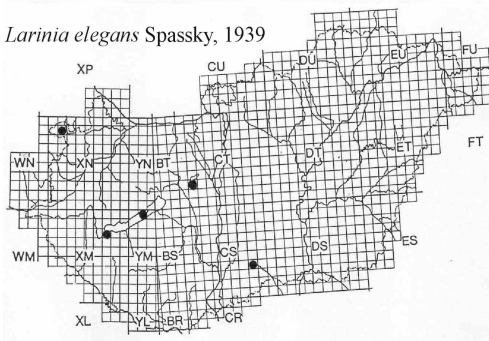 Larinia elegans Spassky, 1939
XP CU DU EU FU
WN XN YN BT CT DT ET FT
WM XM YM BS CS DS ES
XL YL BR CR